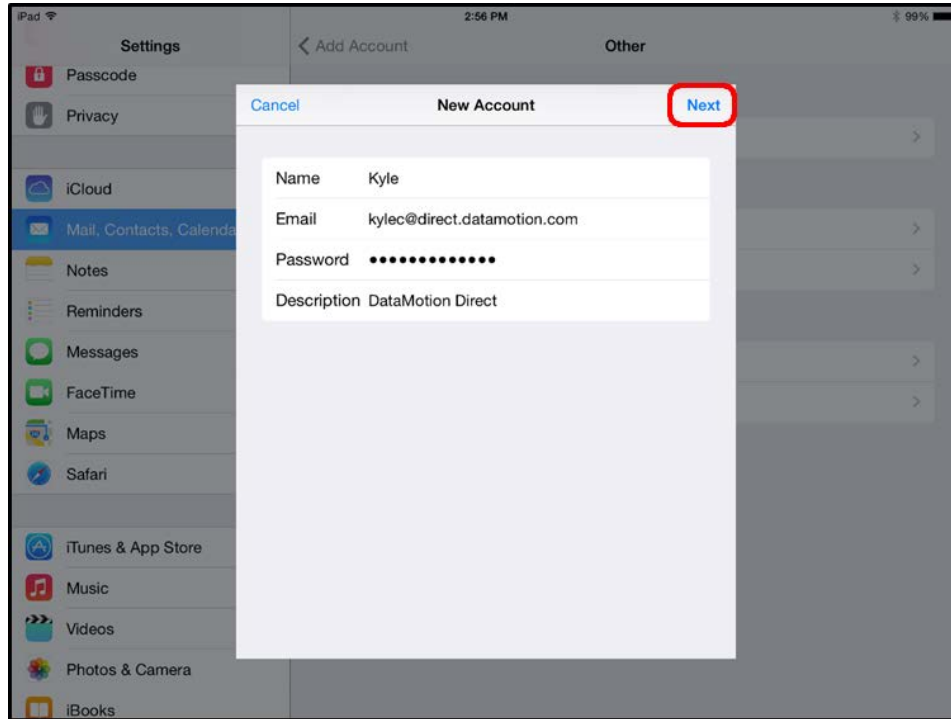 iPad 2:56 PM 99%
Settings
Add Account
Other
Passcode
Privacy
iCloud
Mail, Contacts, Calenda
Notes
Reminders
Messages
FaceTime
Maps
Safari
iTunes & App Store
Music
Videos
Photos & Camera
iBooks
Cancel
New Account
Next
Name Kyle
Email kylec@direct.datamotion.com
Password •••••••••••••
Description DataMotion Direct